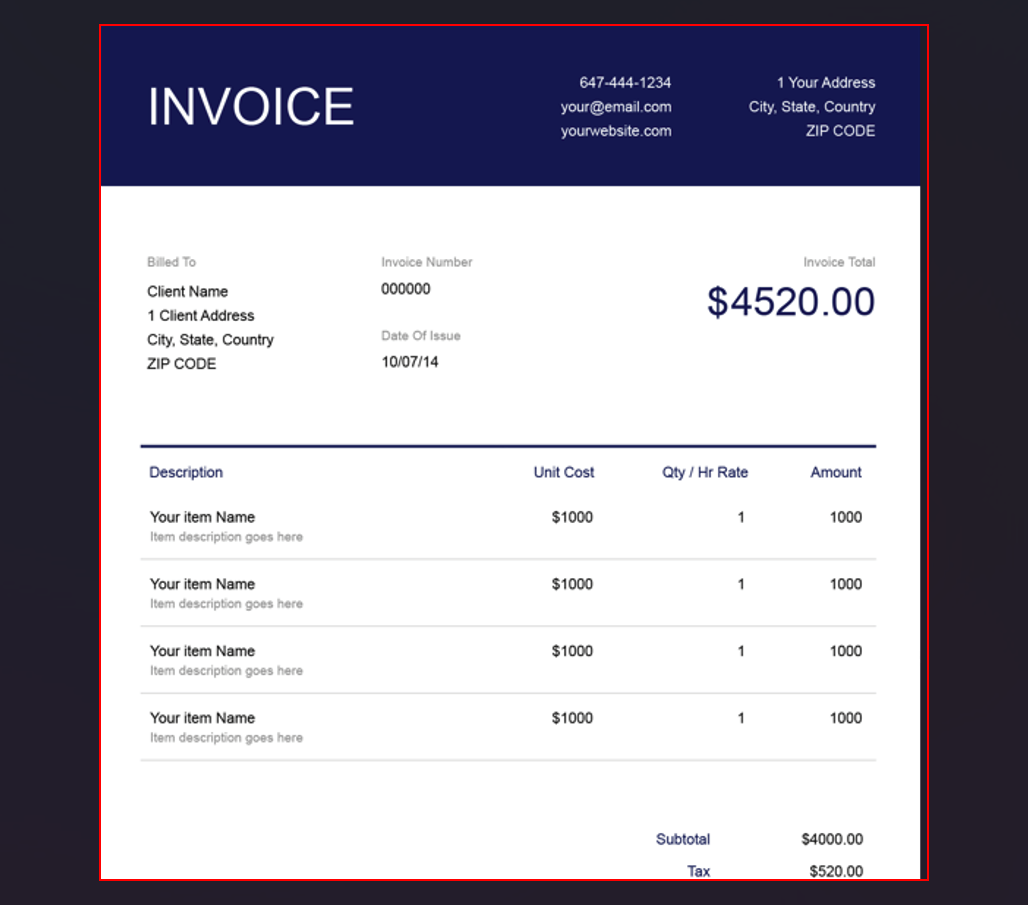 INVOICE
647-444-1234
your@email.com
yourwebsite.com
1 Your Address
City, State, Country
ZIP CODE
Billed To
Client Name
1 Client Address
City, State, Country
ZIP CODE
Invoice Number
000000
Date Of Issue
10/07/14
Invoice Total
$4520.00
Description Unit Cost Qty / Hr Rate Amount
Your item Name $1000 1 1000
Item description goes here
Your item Name $1000 1 1000
Item description goes here
Your item Name $1000 1 1000
Item description goes here
Your item Name $1000 1 1000
Item description goes here
Subtotal $4000.00
Tax $520.00